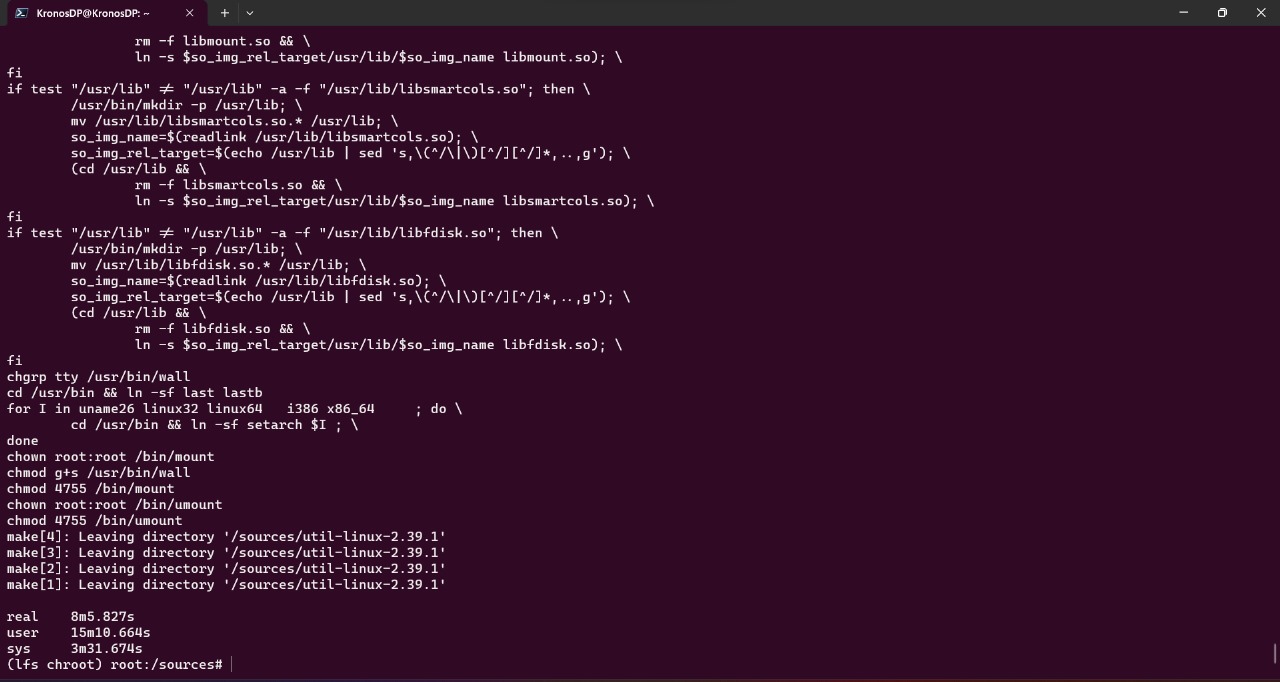 KronosDP@KronosDP: ~
rm -f libmount.so && \
ln -s $so_img_rel_target/usr/lib/$so_img_name libmount.so); \
fi
if test "/usr/lib" != "/usr/lib" -a -f "/usr/lib/libsmartcols.so"; then \
/usr/bin/mkdir -p /usr/lib; \
mv /usr/lib/libsmartcols.so.* /usr/lib; \
so_img_name=$(readlink /usr/lib/libsmartcols.so); \
so_img_rel_target=$(echo /usr/lib | sed 's,\(^/\|\)[^/][^/]*,..,g'); \
(cd /usr/lib && \
rm -f libsmartcols.so && \
ln -s $so_img_rel_target/usr/lib/$so_img_name libsmartcols.so); \
fi
if test "/usr/lib" != "/usr/lib" -a -f "/usr/lib/libfdisk.so"; then \
/usr/bin/mkdir -p /usr/lib; \
mv /usr/lib/libfdisk.so.* /usr/lib; \
so_img_name=$(readlink /usr/lib/libfdisk.so); \
so_img_rel_target=$(echo /usr/lib | sed 's,\(^/\|\)[^/][^/]*,..,g'); \
(cd /usr/lib && \
rm -f libfdisk.so && \
ln -s $so_img_rel_target/usr/lib/$so_img_name libfdisk.so); \
fi
chgrp tty /usr/bin/wall
cd /usr/bin && ln -sf last lastb
for I in uname26 linux32 linux64   i386 x86_64     ; do \
cd /usr/bin && ln -sf setarch $I ; \
done
chown root:root /bin/mount
chmod g+s /usr/bin/wall
chmod 4755 /bin/mount
chown root:root /bin/umount
chmod 4755 /bin/umount
make[4]: Leaving directory '/sources/util-linux-2.39.1'
make[3]: Leaving directory '/sources/util-linux-2.39.1'
make[2]: Leaving directory '/sources/util-linux-2.39.1'
make[1]: Leaving directory '/sources/util-linux-2.39.1'
real    8m5.827s
user    15m10.664s
sys     3m31.674s
(lfs chroot) root:/sources#